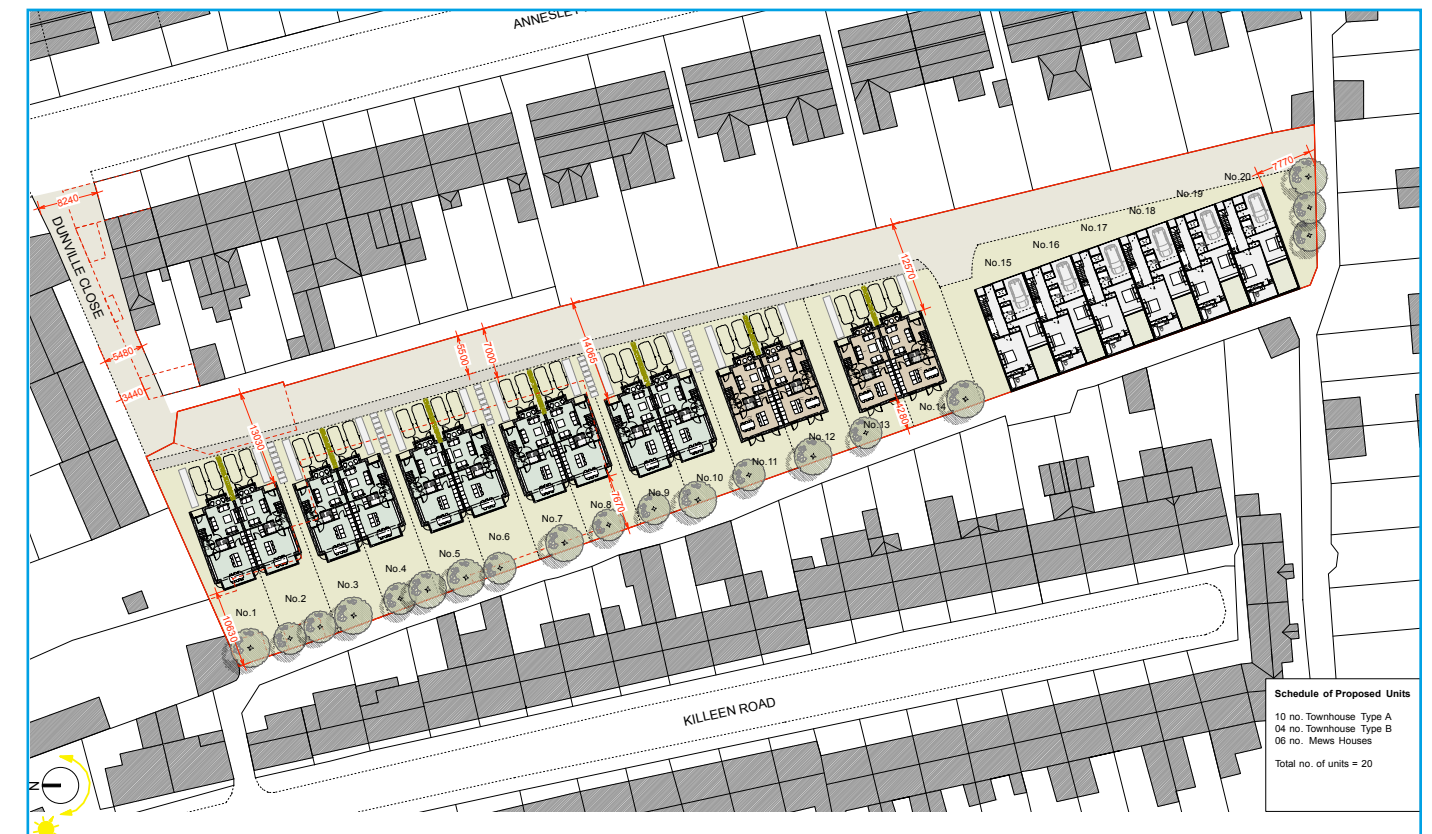 ANNESLEY
No.20
7770
No.19
No.18
No.17
No.16
No.15
8240
DUNVILLE CLOSE
12570
5480
3440
5500
7000
14065
13030
4280
No.14
No.13
No.12
No.11
No.10
No.9
No.8
7670
No.7
No.6
No.5
No.4
No.3
No.2
No.1
10630
KILLEEN ROAD
N
Schedule of Proposed Units
10 no. Townhouse Type A
04 no. Townhouse Type B
06 no. Mews Houses
Total no. of units = 20